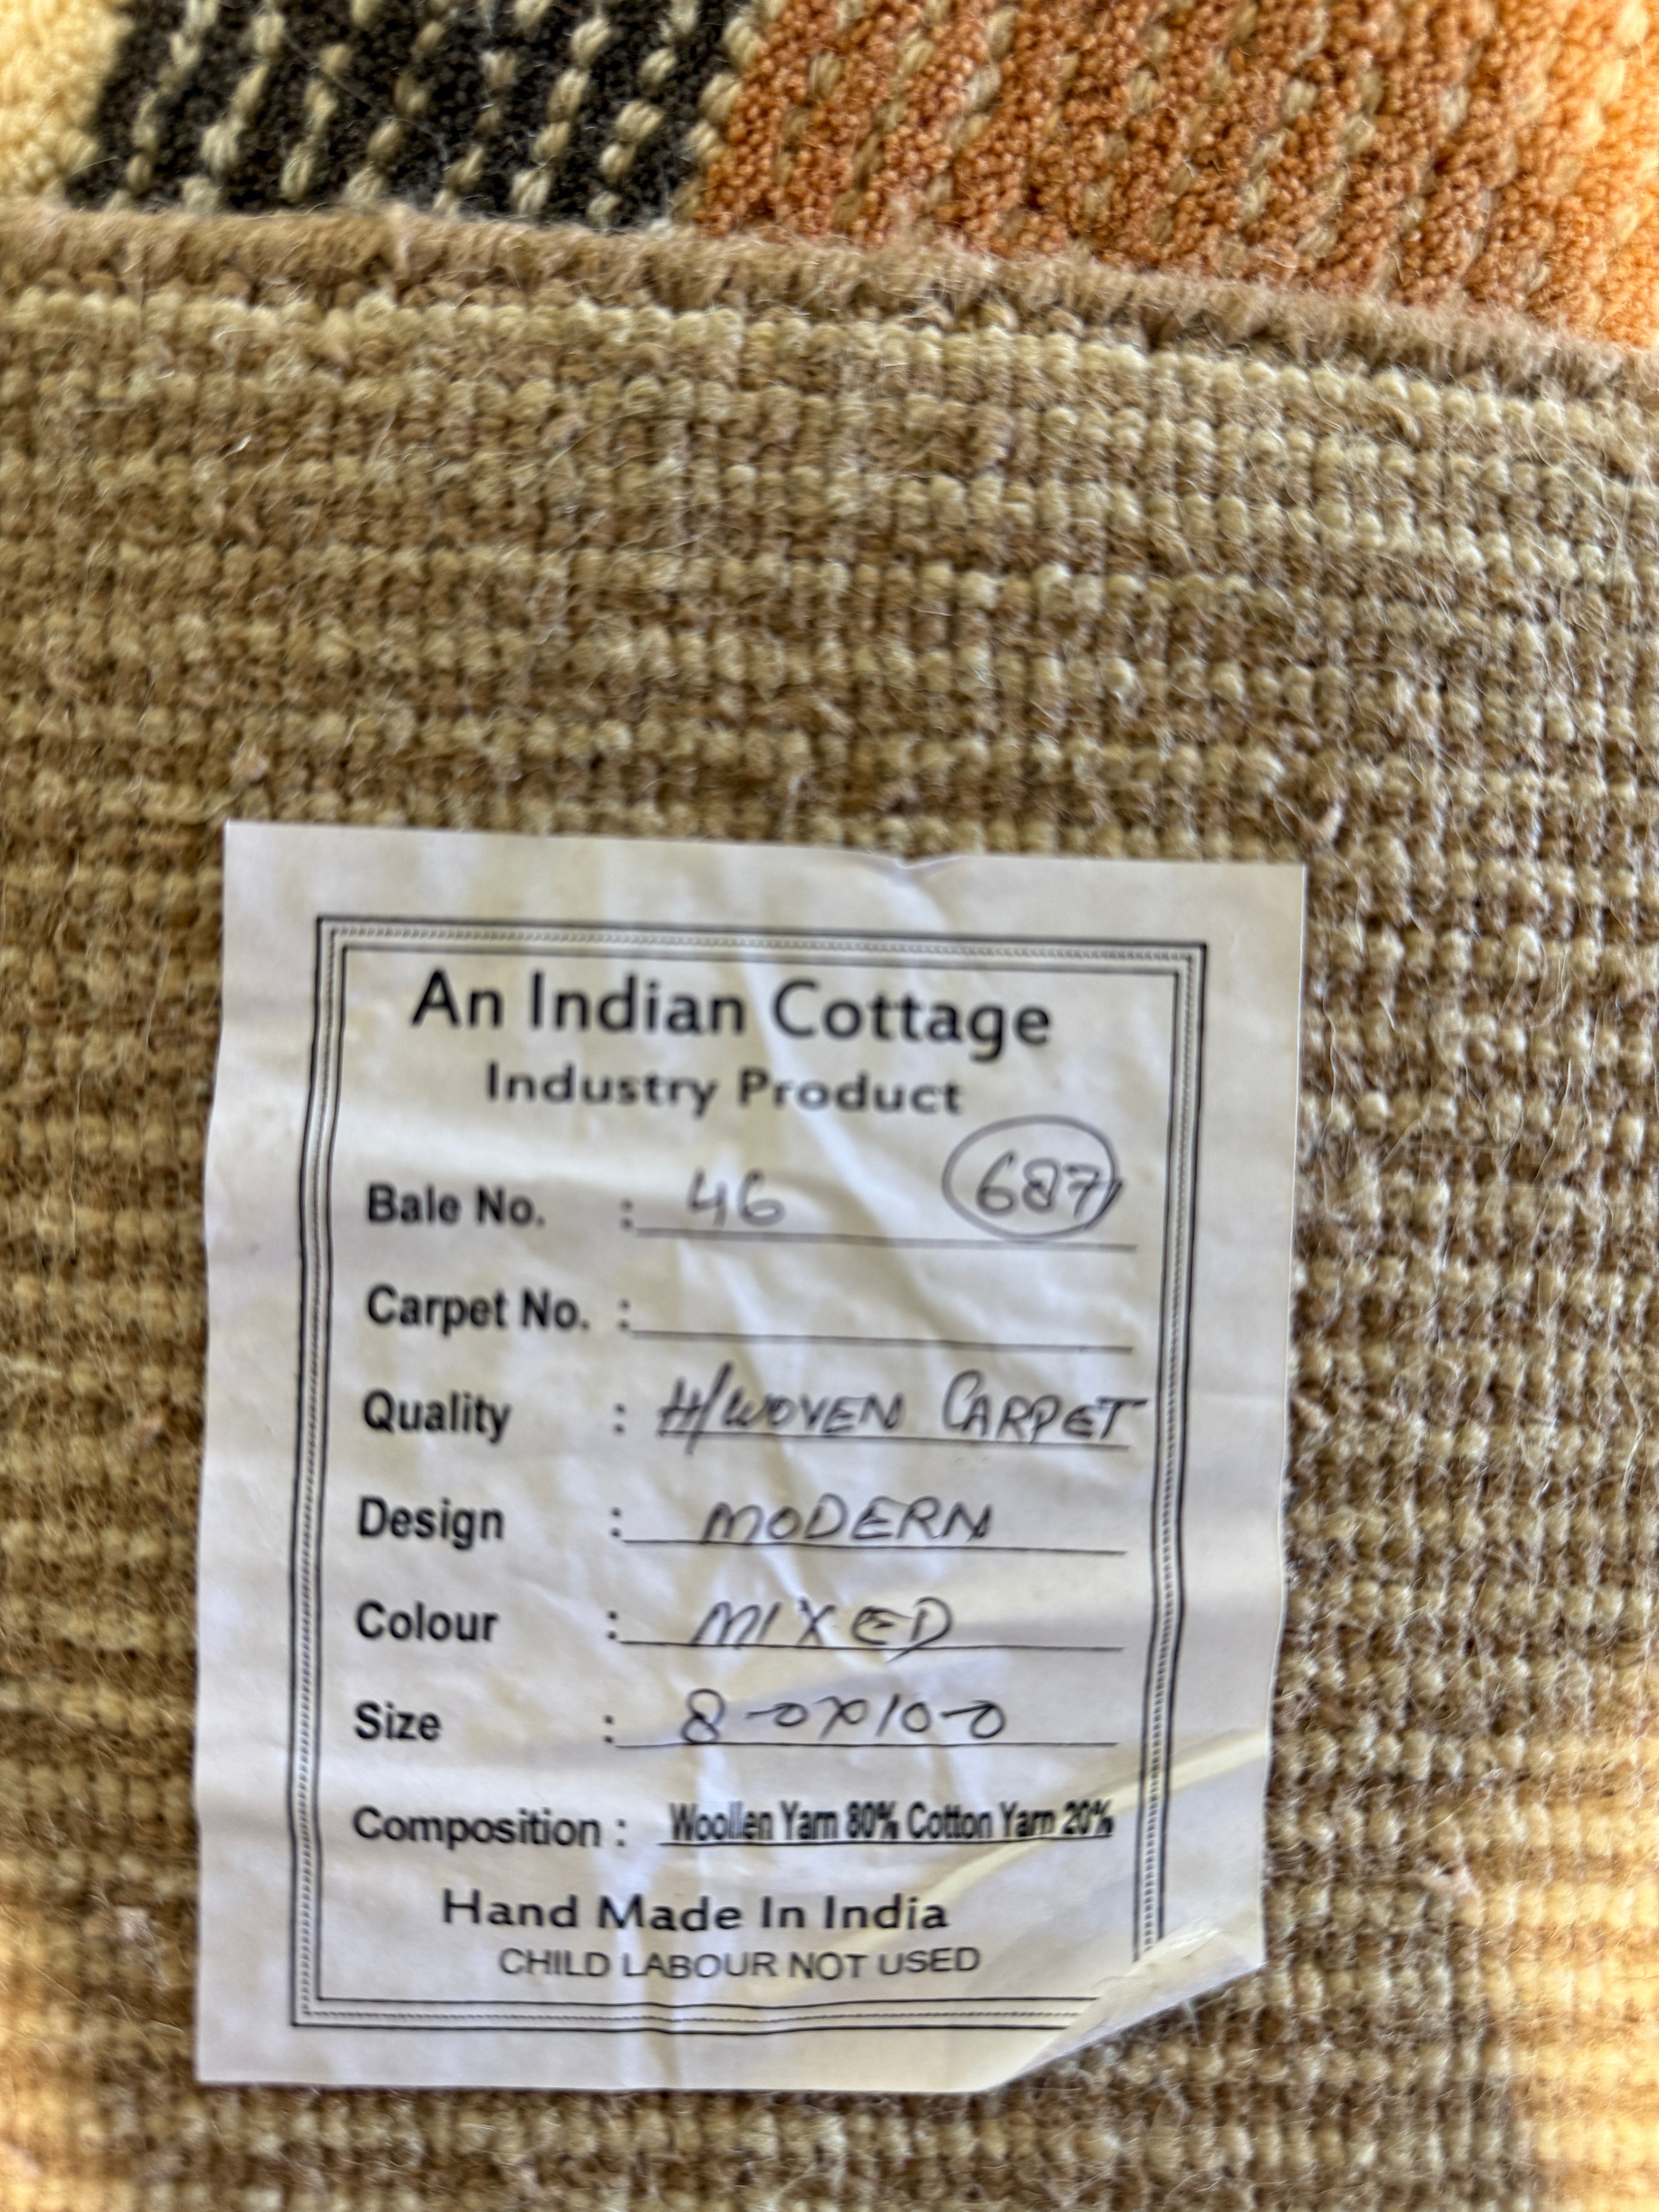 An Indian Cottage
Industry Product
Bale No. : 46 687
Carpet No. :
Quality : H/WOVEN CARPET
Design : MODERN
Colour : MIXED
Size : 8-0X10-0
Composition : Woollen Yarn 80% Cotton Yarn 20%
Hand Made In India
CHILD LABOUR NOT USED